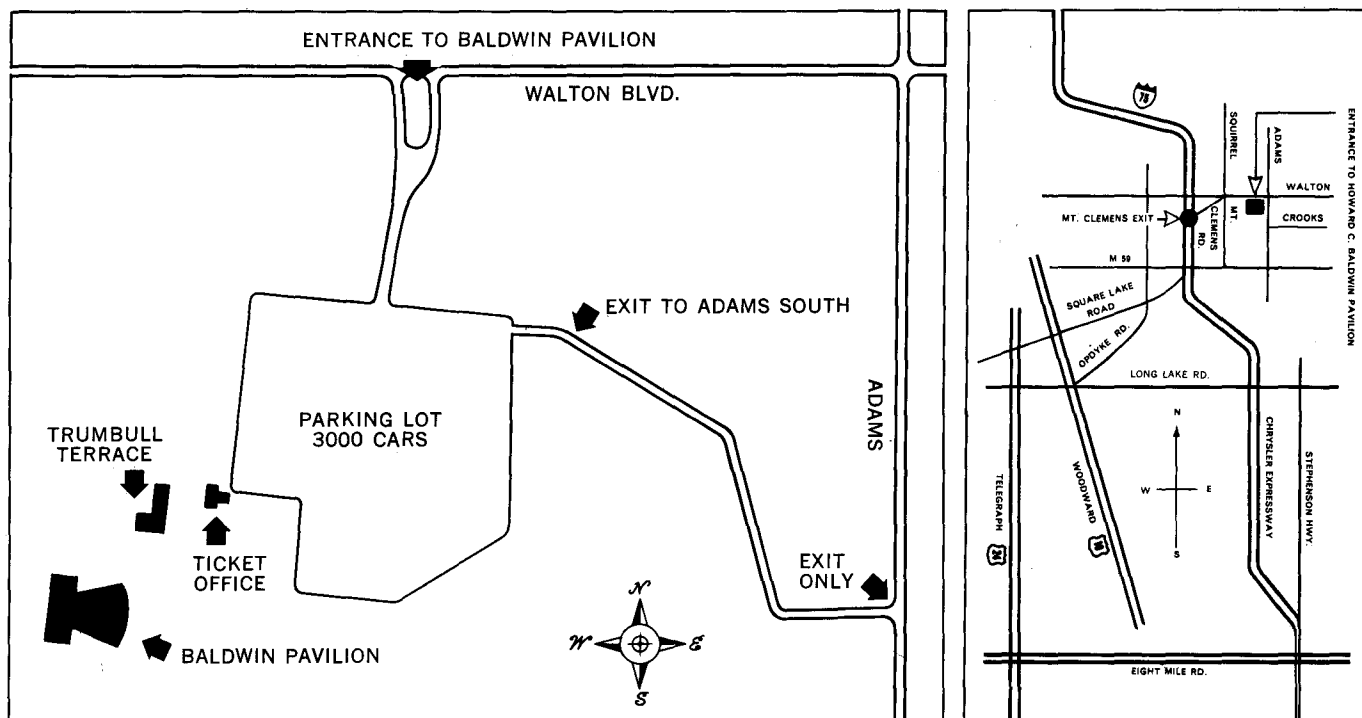 ENTRANCE TO BALDWIN PAVILION
WALTON BLVD.
EXIT TO ADAMS SOUTH
ADAMS
PARKING LOT
3000 CARS
TRUMBULL
TERRACE
TICKET
OFFICE
EXIT
ONLY
BALDWIN PAVILION
N
W
E
S
75
SQUIRREL
ADAMS
ENTRANCE TO HOWARD C. BALDWIN PAVILION
WALTON
MT. CLEMENS EXIT
MT.
CLEMENS
RD.
CROOKS
M 59
SQUARE LAKE
ROAD
OPDYKE RD.
LONG LAKE RD.
N
W
E
S
CHRYSLER EXPRESSWAY
STEPHENSON HWY.
TELEGRAPH
24
WOODWARD
10
EIGHT MILE RD.